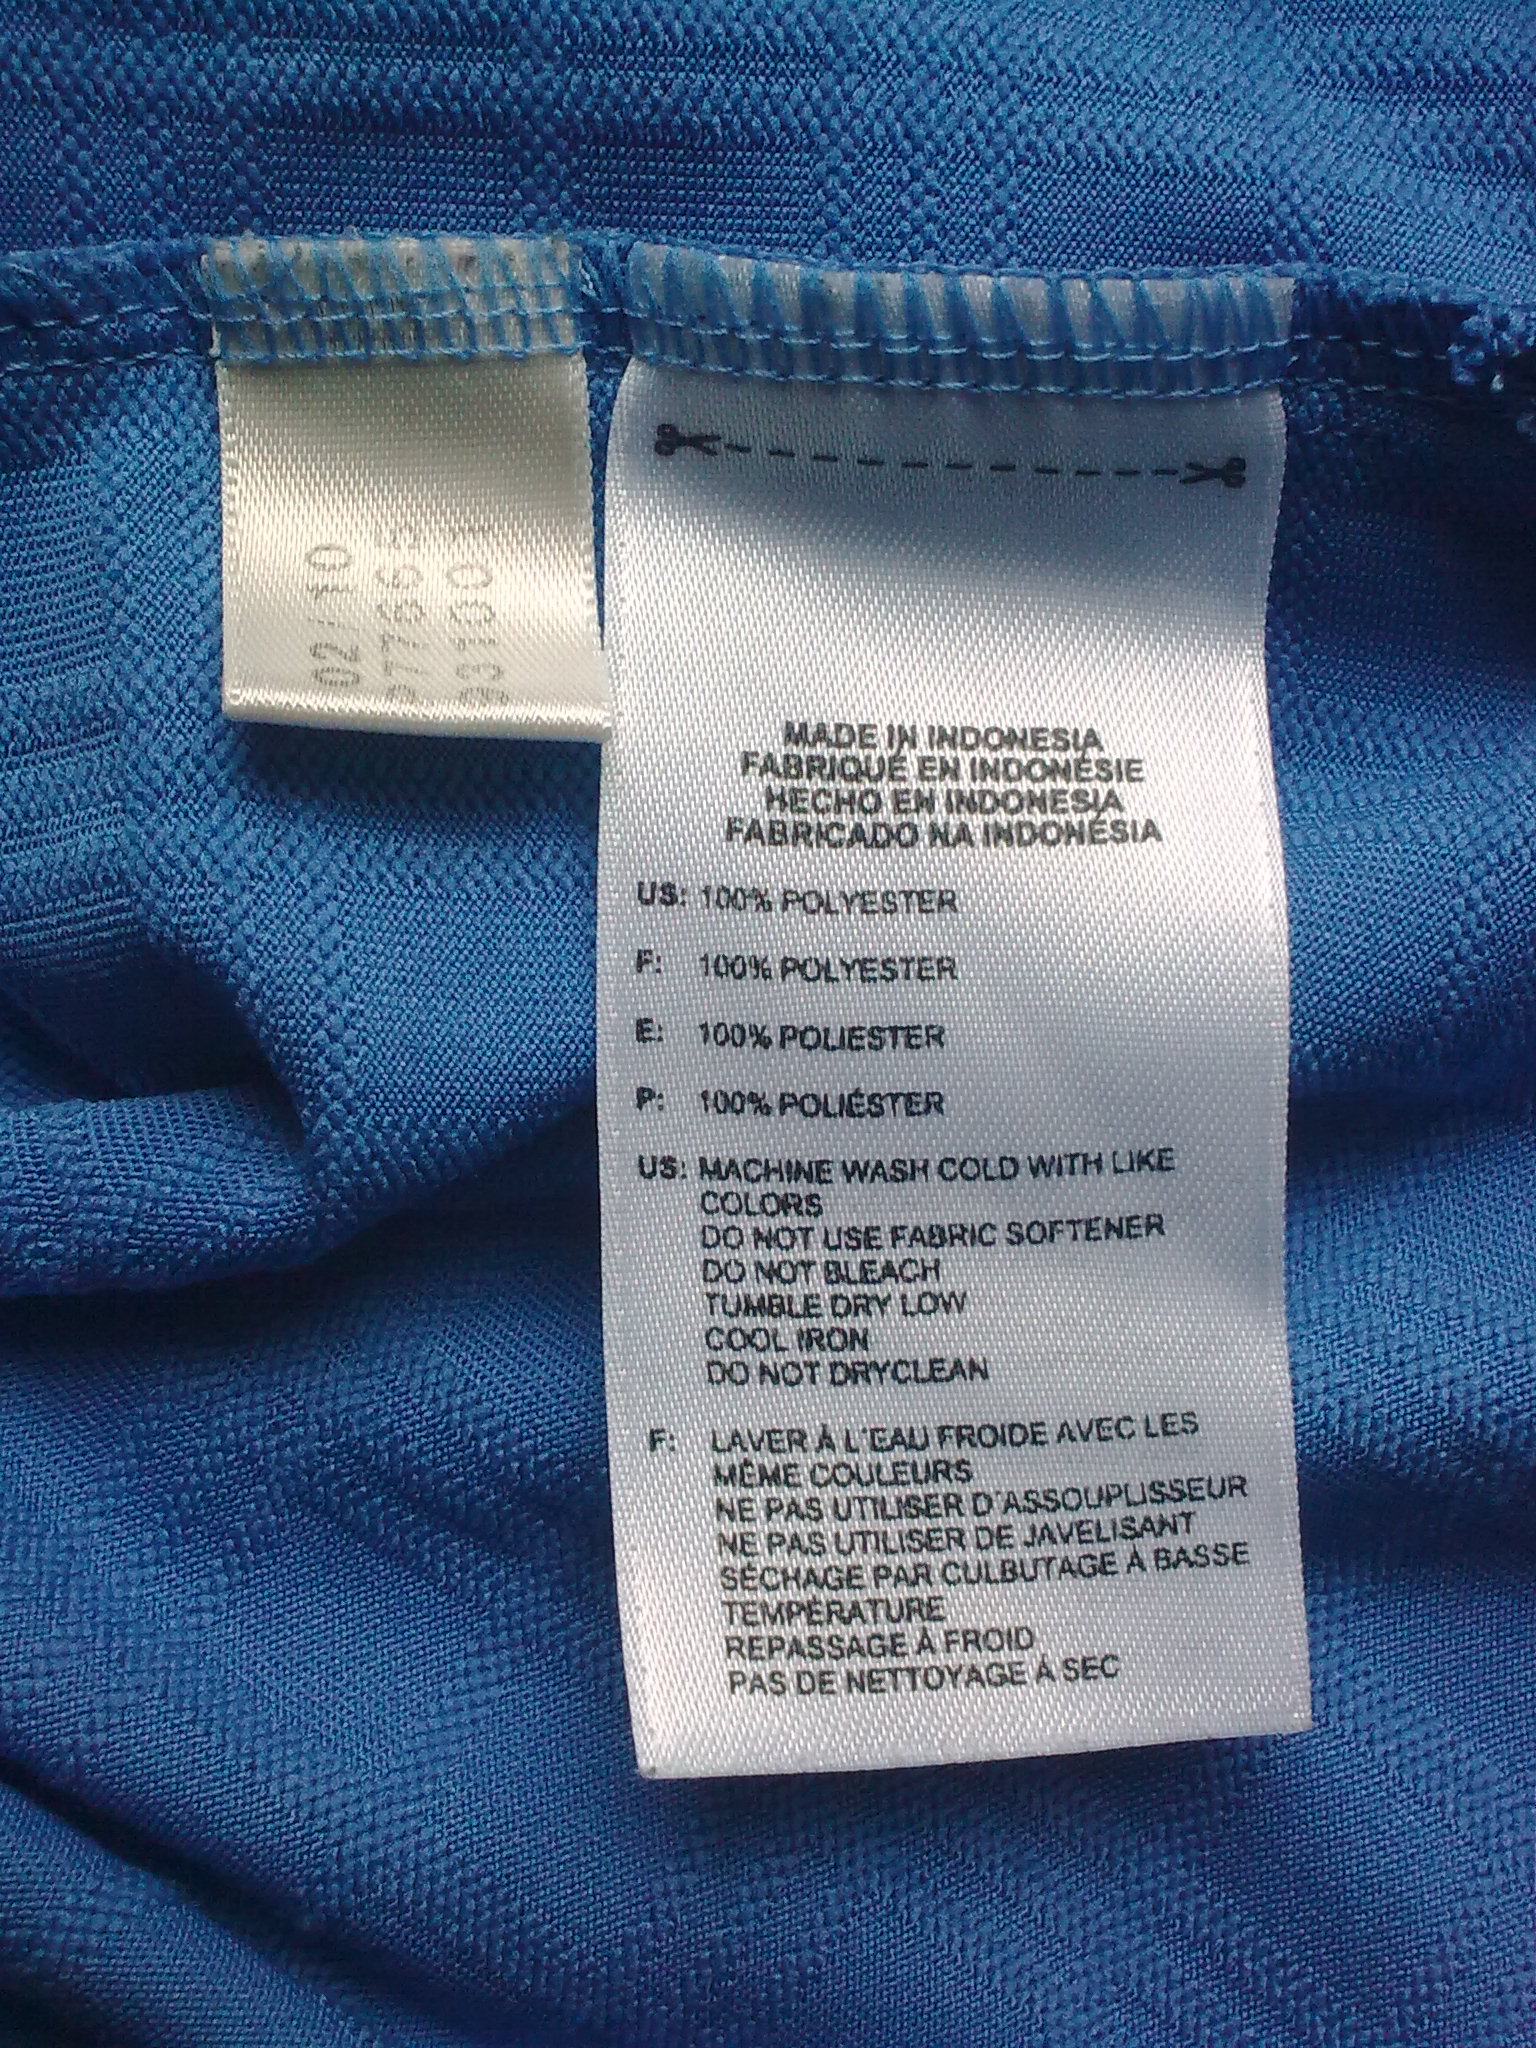 02/10
MADE IN INDONESIA
FABRIQUÉ EN INDONÉSIE
HECHO EN INDONESIA
FABRICADO NA INDONÉSIA
US: 100% POLYESTER
F: 100% POLYESTER
E: 100% POLIESTER
P: 100% POLIÉSTER
US: MACHINE WASH COLD WITH LIKE
COLORS
DO NOT USE FABRIC SOFTENER
DO NOT BLEACH
TUMBLE DRY LOW
COOL IRON
DO NOT DRYCLEAN
F: LAVER À L'EAU FROIDE AVEC LES
MÊME COULEURS
NE PAS UTILISER D'ASSOUPLISSEUR
NE PAS UTILISER DE JAVELISANT
SÉCHAGE PAR CULBUTAGE À BASSE
TEMPÉRATURE
REPASSAGE À FROID
PAS DE NETTOYAGE À SEC